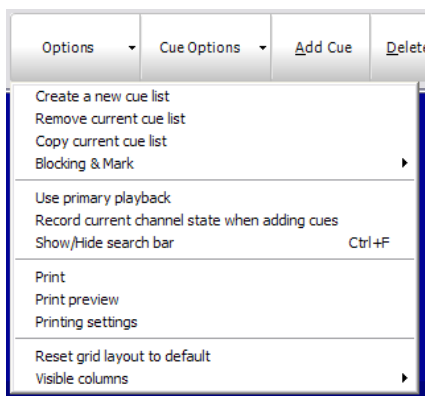 Options
Cue Options
Add Cue
Delete
Create a new cue list
Remove current cue list
Copy current cue list
Blocking & Mark
Use primary playback
Record current channel state when adding cues
Show/Hide search bar Ctrl+F
Print
Print preview
Printing settings
Reset grid layout to default
Visible columns